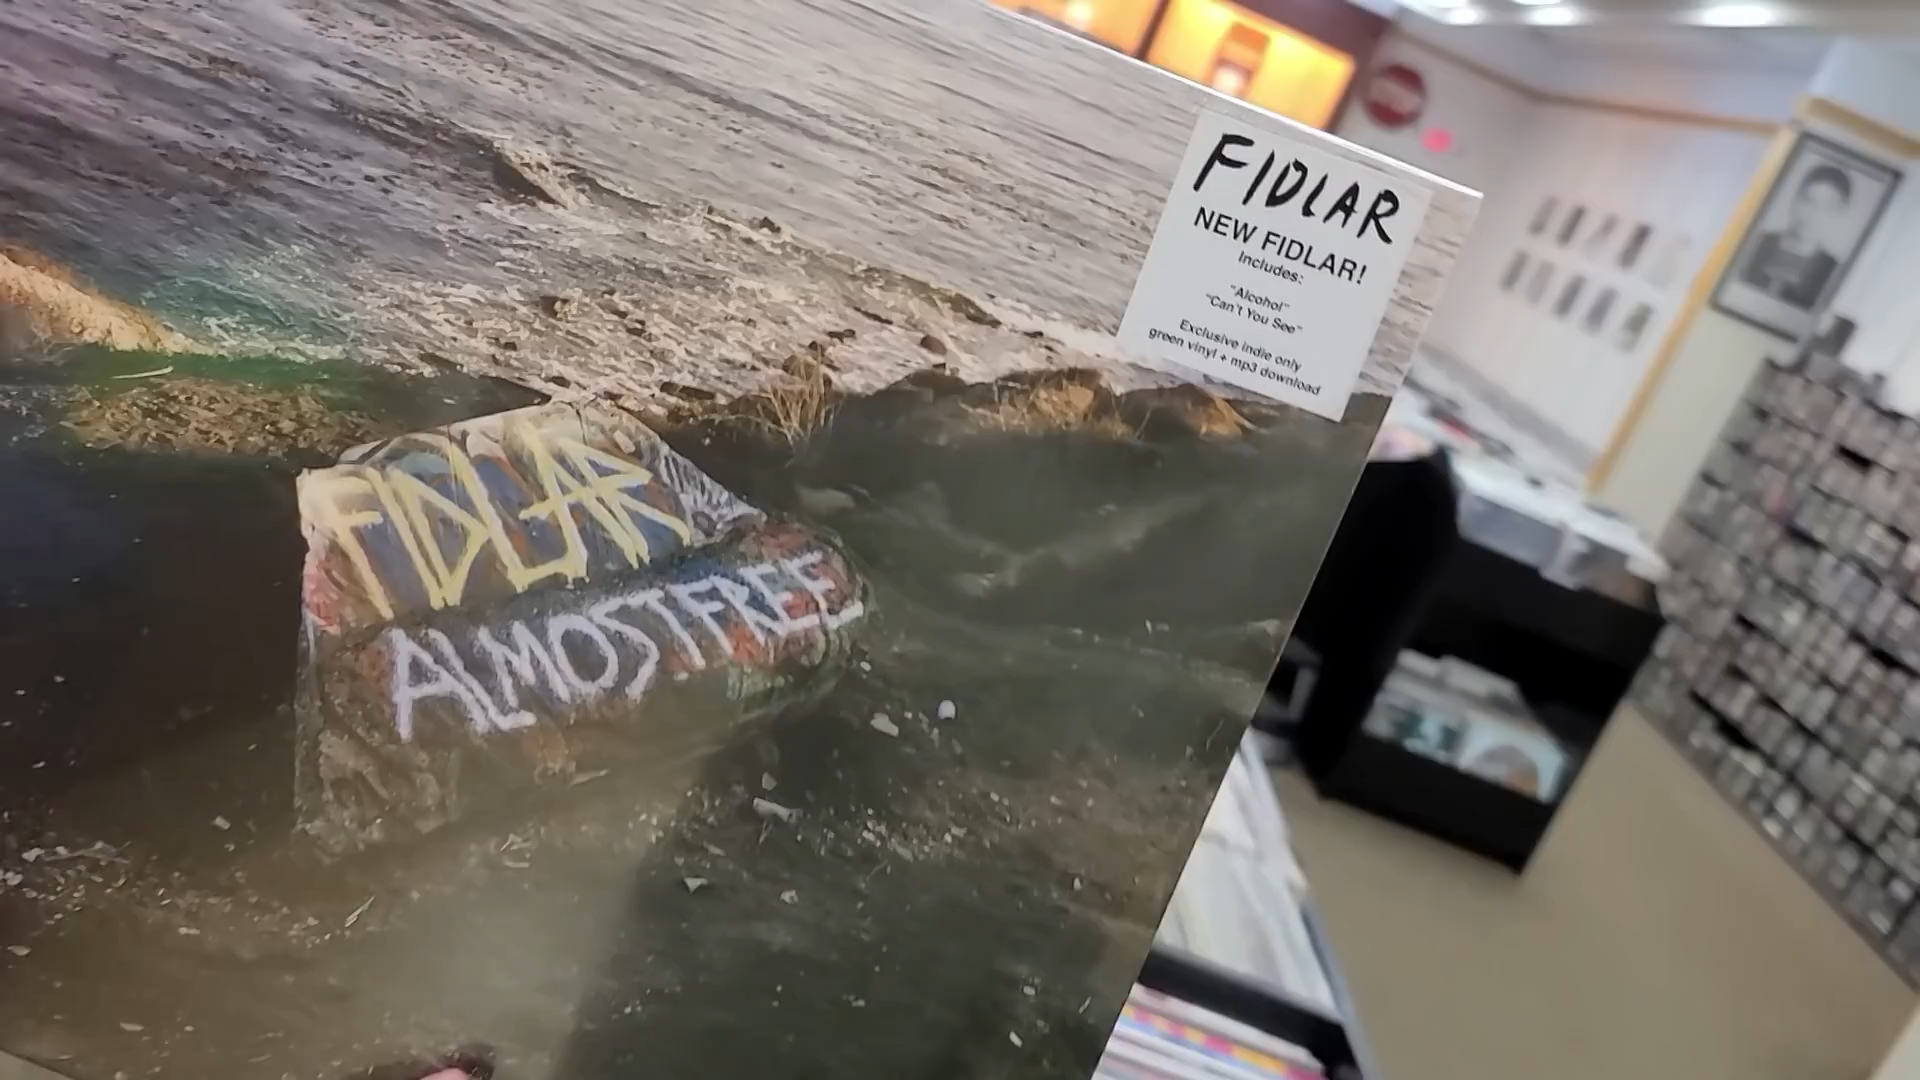 FIDLAR
NEW FIDLAR!
Includes:
"Alcohol"
"Can't You See"
Exclusive indie only
green vinyl + mp3 download
FIDLAR
ALMOST FREE